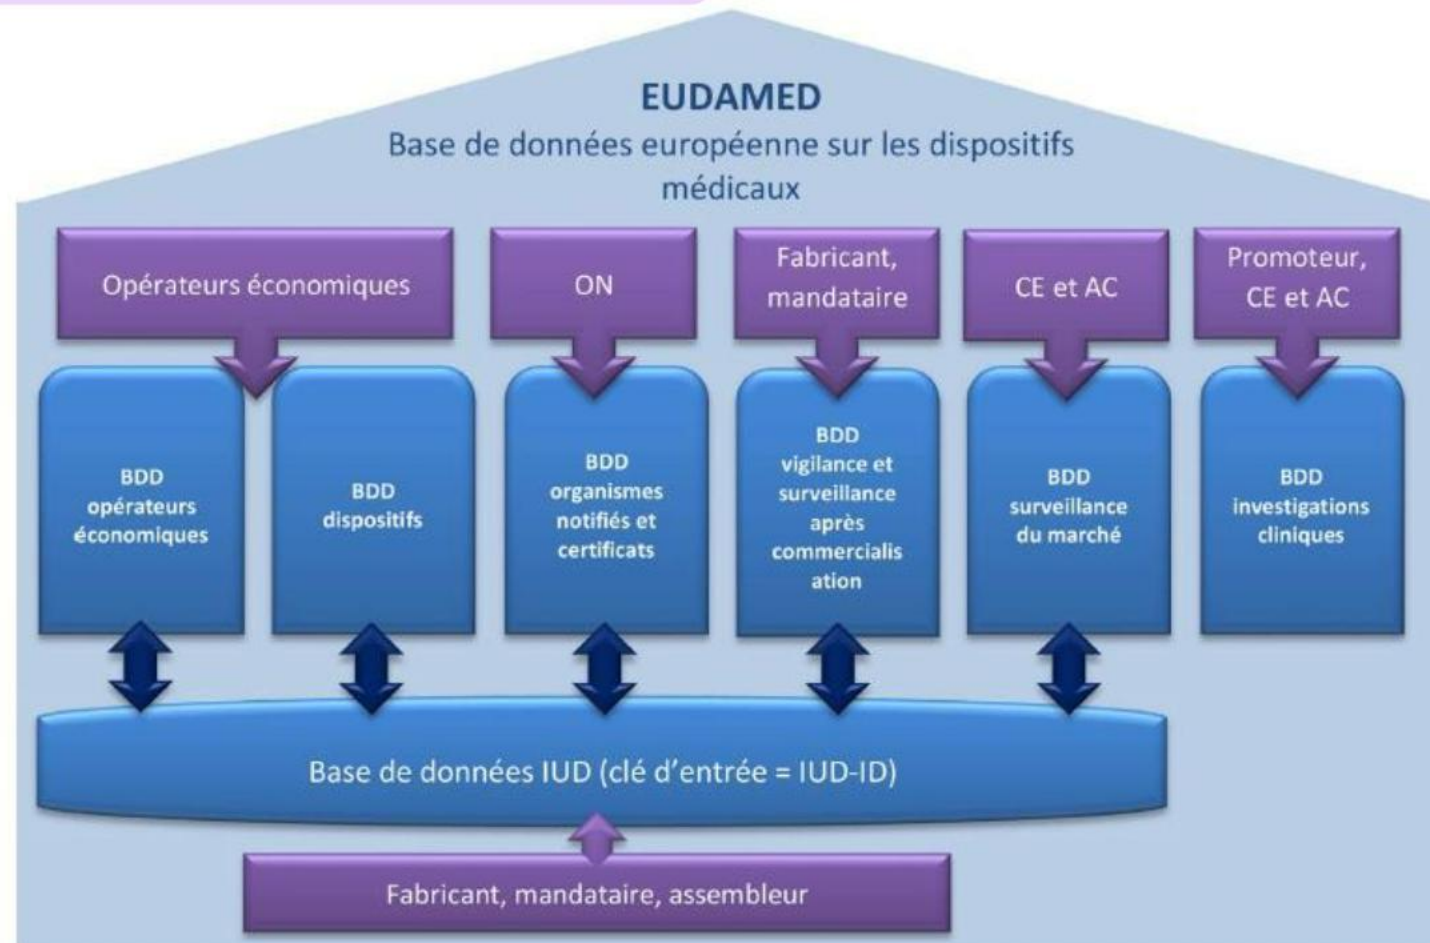 EUDAMED
Base de données européenne sur les dispositifs
médicaux
Opérateurs économiques
ON
Fabricant,
mandataire
CE et AC
Promoteur,
CE et AC
BDD
opérateurs
économiques
BDD
dispositifs
BDD
organismes
notifiés et
certificats
BDD
vigilance et
surveillance
après
commercialis
ation
BDD
surveillance
du marché
BDD
investigations
cliniques
Base de données IUD (clé d'entrée = IUD-ID)
Fabricant, mandataire, assembleur